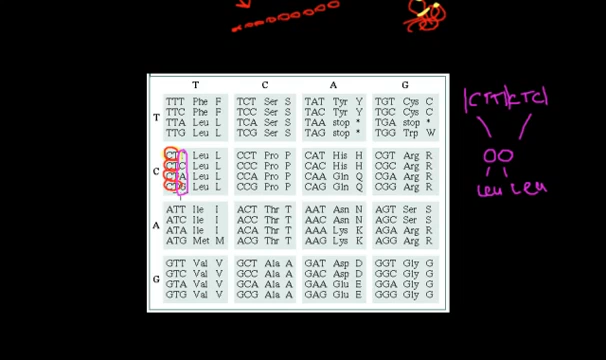 T C A G
TTT Phe F TCT Ser S TAT Tyr Y TGT Cys C
TTC Phe F TCC Ser S TAC Tyr Y TGC Cys C
T TTA Leu L TCA Ser S TAA stop * TGA stop *
TTG Leu L TCG Ser S TAG stop * TGG Trp W
CTT Leu L CCT Pro P CAT His H CGT Arg R
CTC Leu L CCC Pro P CAC His H CGC Arg R
C CTA Leu L CCA Pro P CAA Gln Q CGA Arg R
CTG Leu L CCG Pro P CAG Gln Q CGG Arg R
ATT Ile I ACT Thr T AAT Asn N AGT Ser S
ATC Ile I ACC Thr T AAC Asn N AGC Ser S
A ATA Ile I ACA Thr T AAA Lys K AGA Arg R
ATG Met M ACG Thr T AAG Lys K AGG Arg R
GTT Val V GCT Ala A GAT Asp D GGT Gly G
GTC Val V GCC Ala A GAC Asp D GGC Gly G
G GTA Val V GCA Ala A GAA Glu E GGA Gly G
GTG Val V GCG Ala A GAG Glu E GGG Gly G
|CTT|CTC|
Leu Leu